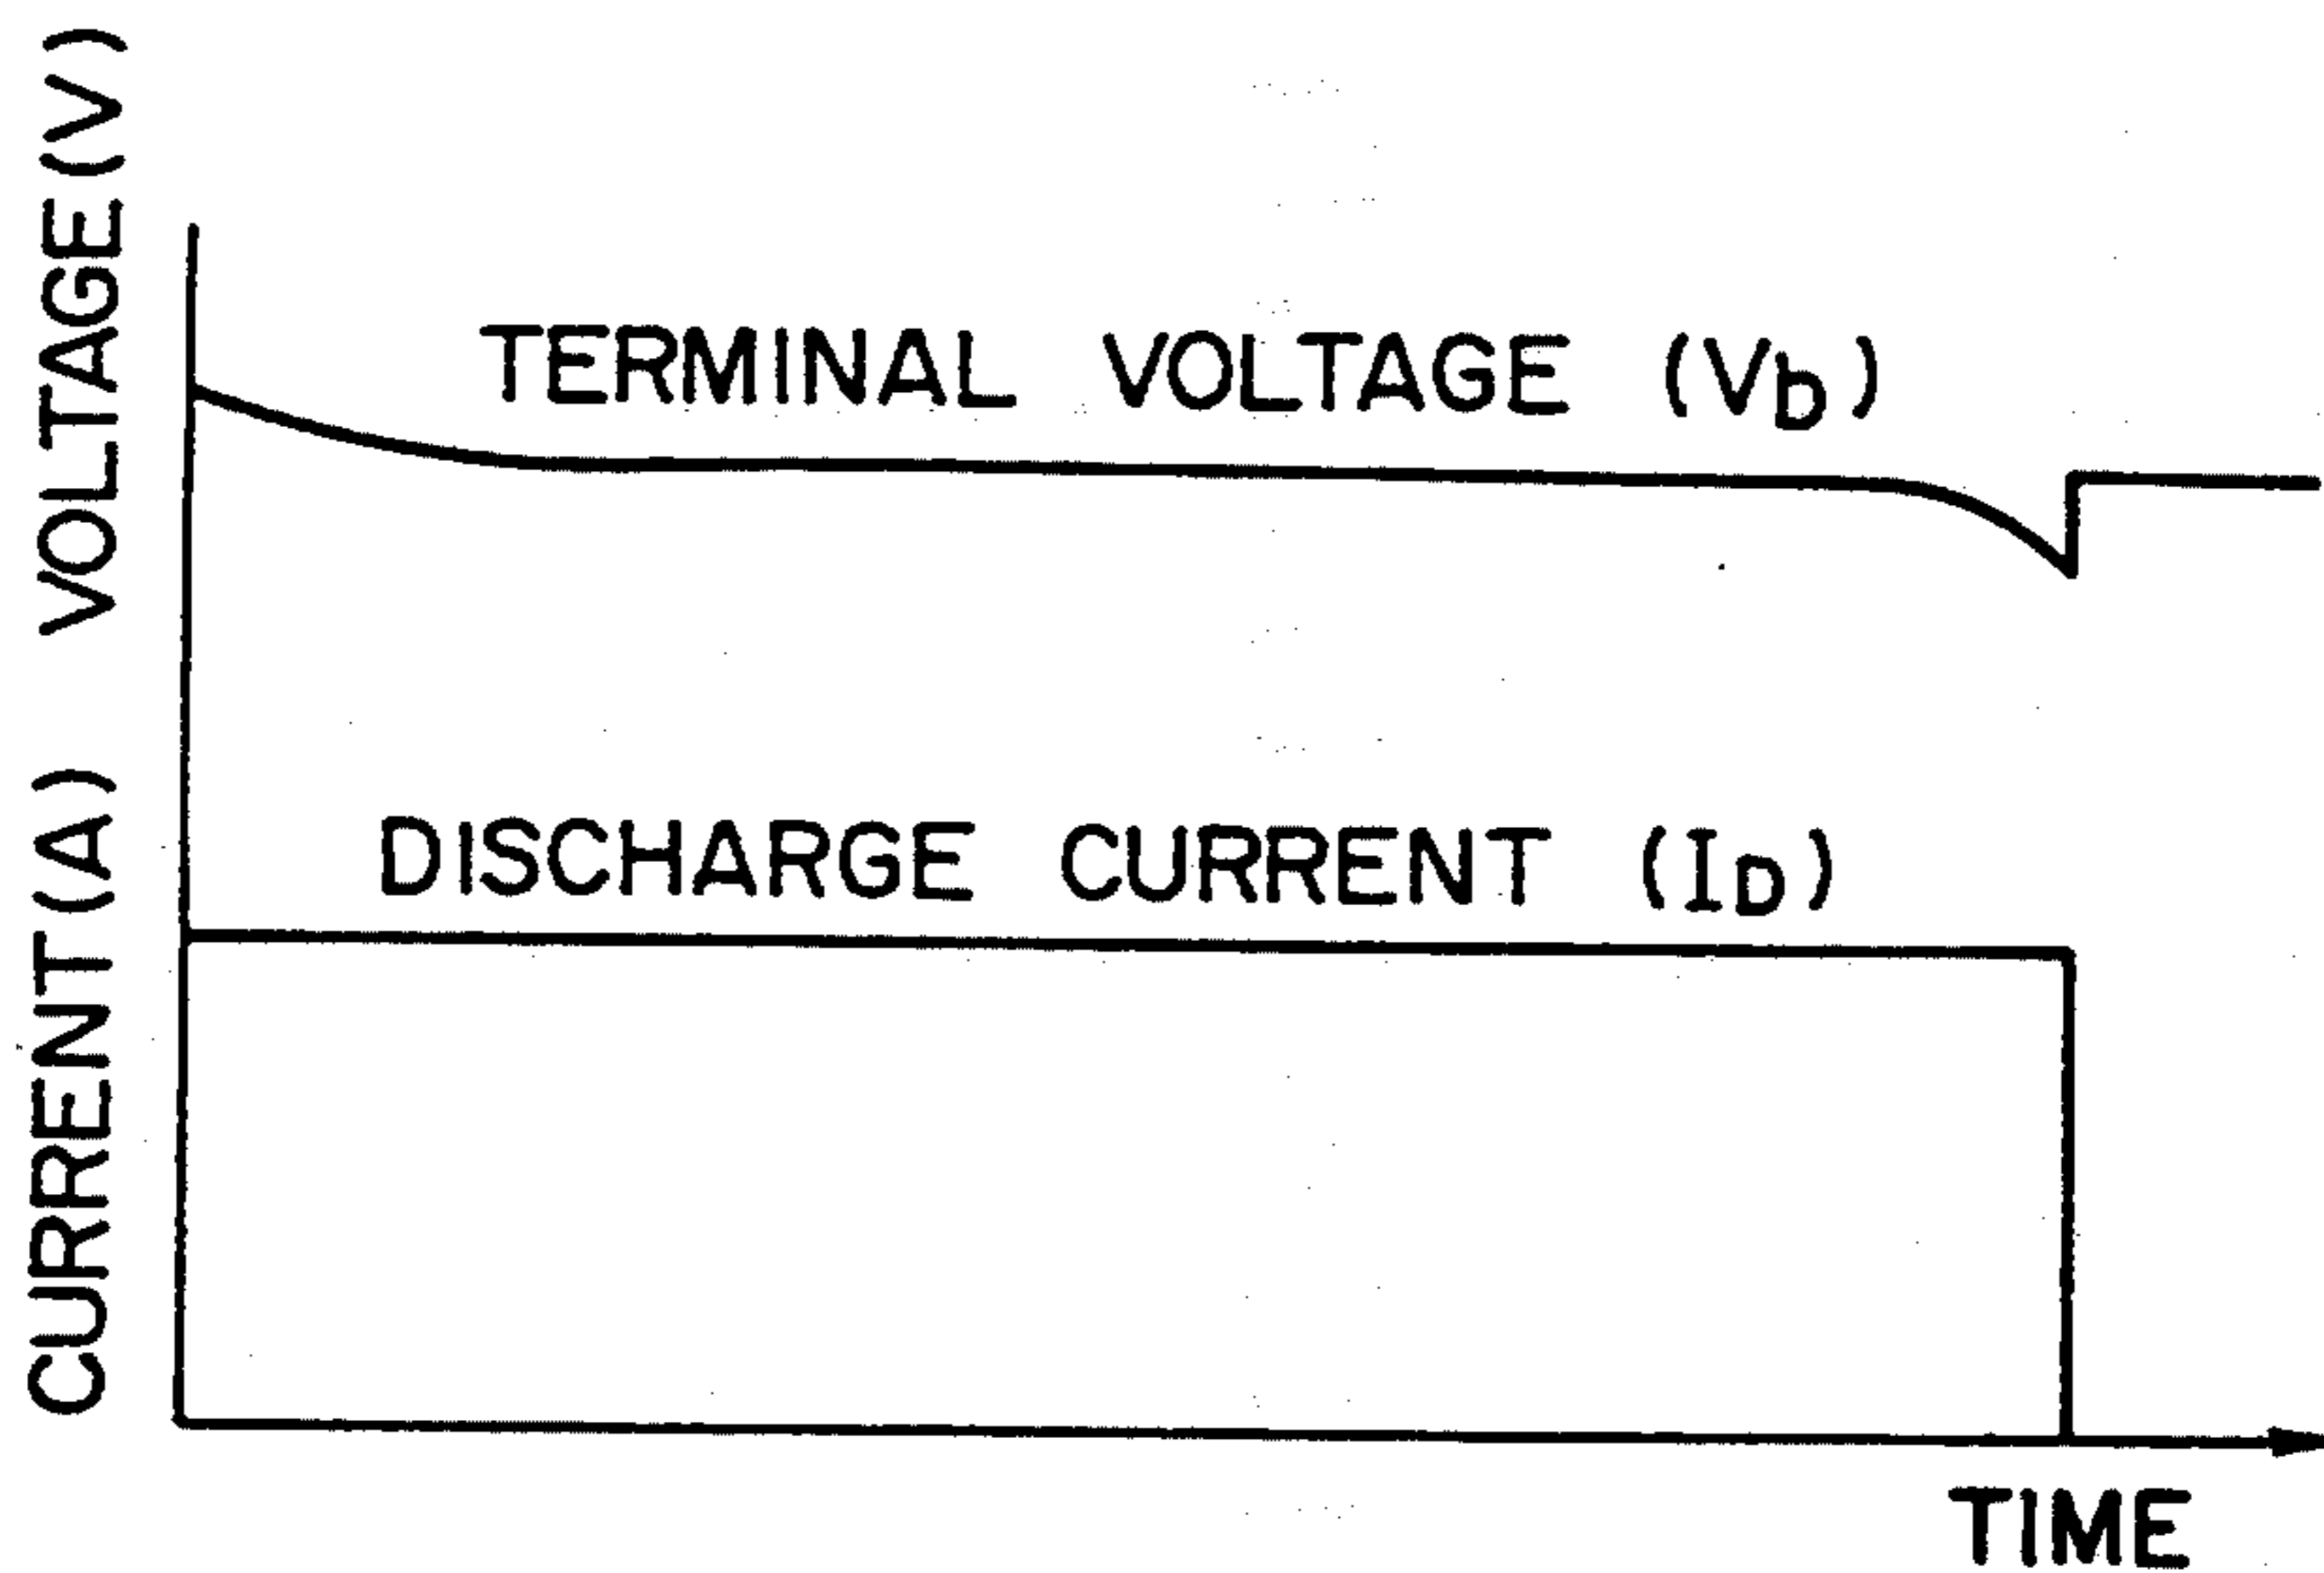 VOLTAGE(V)
TERMINAL VOLTAGE (Vb)
CURRENT(A)
DISCHARGE CURRENT (ID)
TIME